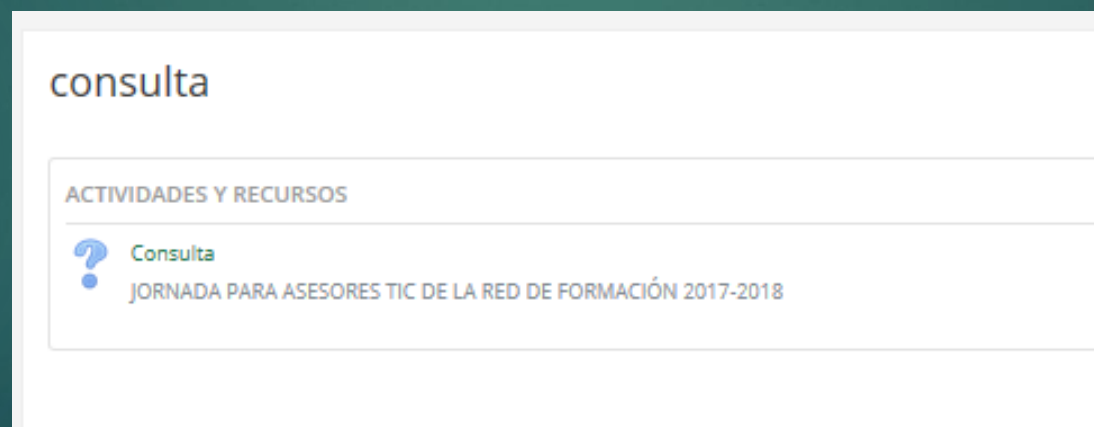 consulta
ACTIVIDADES Y RECURSOS
Consulta
JORNADA PARA ASESORES TIC DE LA RED DE FORMACIÓN 2017-2018